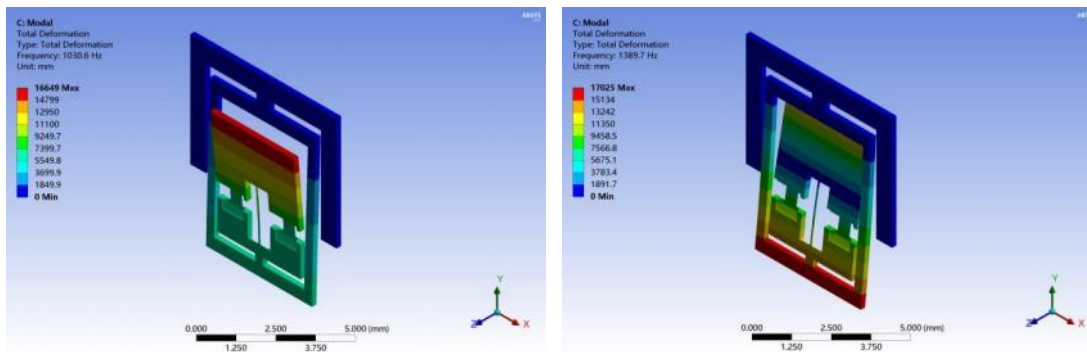 C: Modal
Total Deformation
Type: Total Deformation
Frequency: 1030.6 Hz
Unit: mm
16649 Max
14799
12950
11100
9249.7
7399.7
5549.8
3699.9
1849.9
0 Min
Y
Z
X
0.000
2.500
5.000 (mm)
1.250
3.750
C: Modal
Total Deformation
Type: Total Deformation
Frequency: 1389.7 Hz
Unit: mm
17025 Max
15134
13242
11350
9458.5
7566.8
5675.1
3783.4
1891.7
0 Min
Y
Z
X
0.000
2.500
5.000 (mm)
1.250
3.750